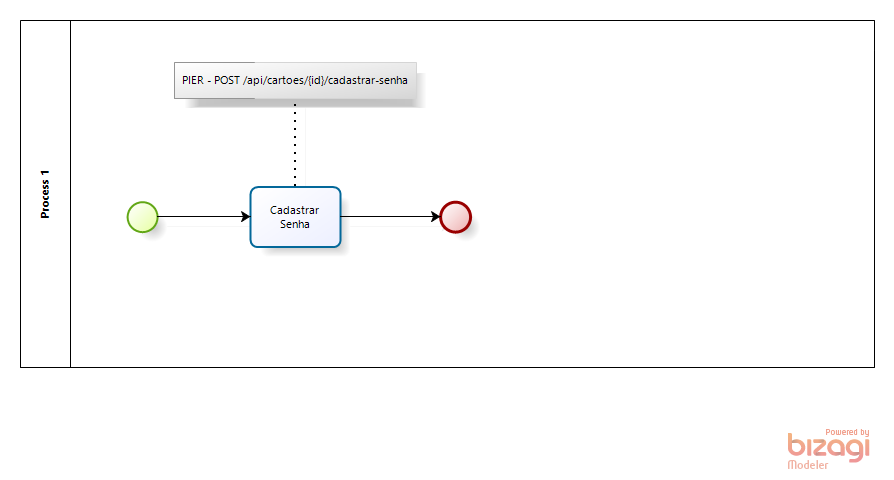 PIER - POST /api/cartoes/{id}/cadastrar-senha
Process 1
Cadastrar
Senha
Powered by
bizagi
Modeler